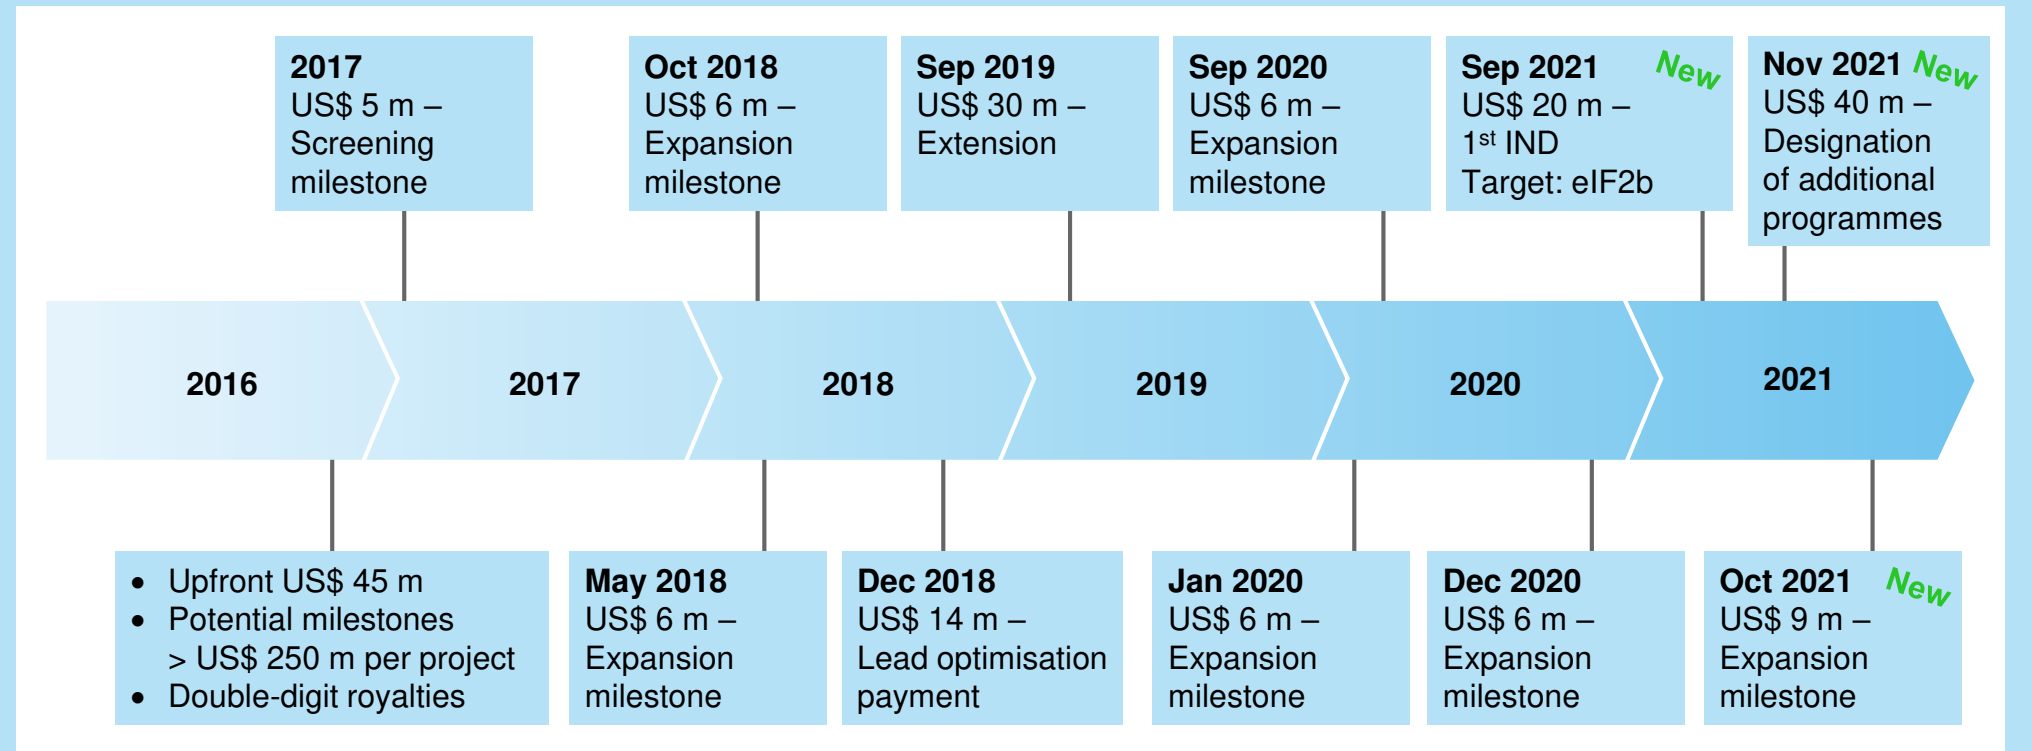 2017
US$ 5 m –
Screening
milestone
Oct 2018
US$ 6 m –
Expansion
milestone
Sep 2019
US$ 30 m –
Extension
Sep 2020
US$ 6 m –
Expansion
milestone
Sep 2021 New
US$ 20 m –
1st IND
Target: eIF2b
Nov 2021 New
US$ 40 m –
Designation
of additional
programmes
2016 2017 2018 2019 2020 2021
• Upfront US$ 45 m
• Potential milestones
> US$ 250 m per project
• Double-digit royalties
May 2018
US$ 6 m –
Expansion
milestone
Dec 2018
US$ 14 m –
Lead optimisation
payment
Jan 2020
US$ 6 m –
Expansion
milestone
Dec 2020
US$ 6 m –
Expansion
milestone
Oct 2021 New
US$ 9 m –
Expansion
milestone